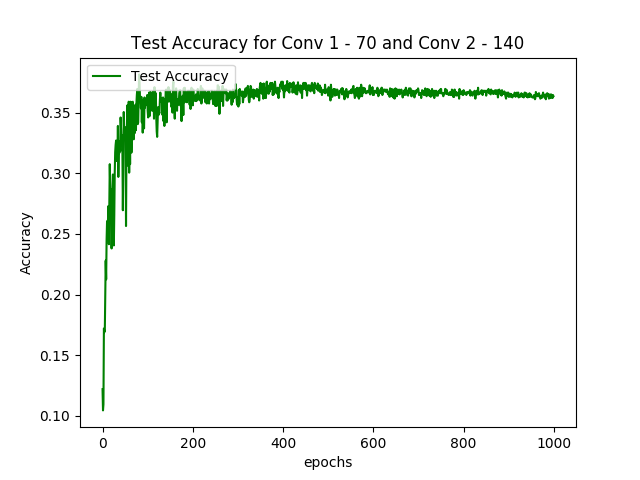 Test Accuracy for Conv 1 - 70 and Conv 2 - 140
Test Accuracy
0.35
0.30
0.25
0.20
0.15
0.10
Accuracy
0 200 400 600 800 1000
epochs